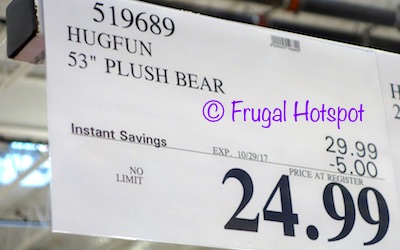 519689
HUGFUN
53" PLUSH BEAR
© Frugal Hotspot
Instant Savings
EXP. 10/29/17
29.99
-5.00
NO
LIMIT
PRICE AT REGISTER
24.99
H
2